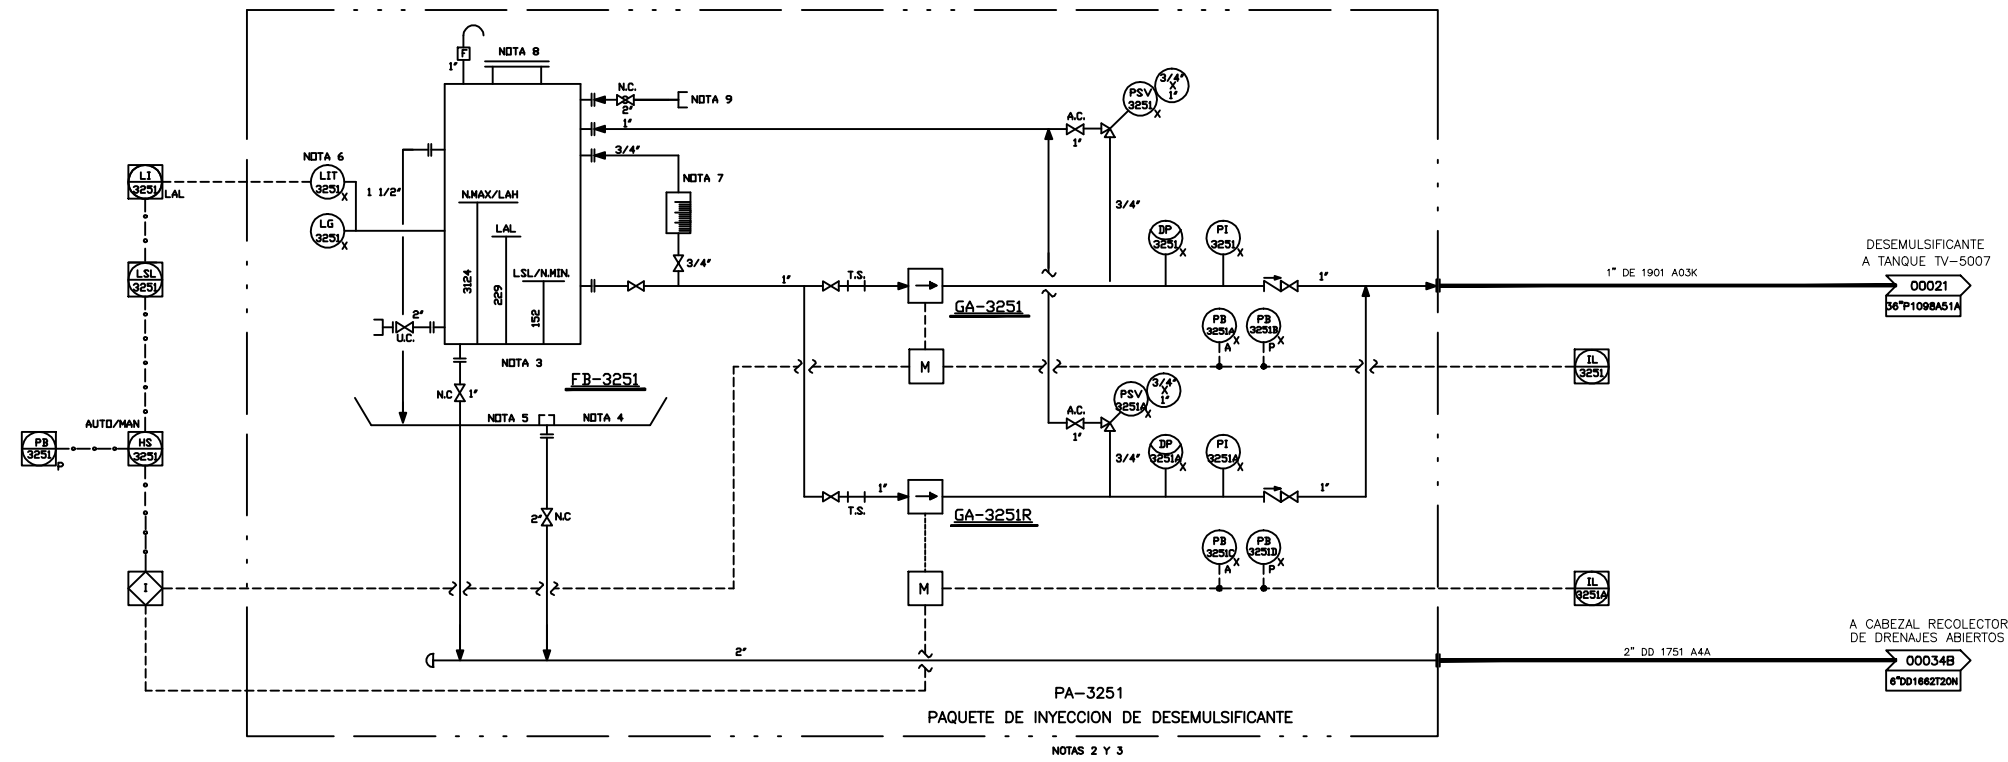 NOTA 8
F
1"
N.C.
2"
NOTA 9
3/4"
X
1"
PSV
3251
X
A.C.
1"
1"
3/4"
NOTA 6
LIT
3251
X
LI
3251
LAL
1 1/2"
NOTA 7
N.MAX/LAH
LG
3251
X
LAL
3/4"
DP
3251
X
PI
3251
X
LSL
3251
LSL/N.MIN.
3124
229
152
3/4"
1"
T.S.
1"
GA-3251
DESEMULSIFICANTE
A TANQUE TV-5007
1" DE 1901 A03K
00021
36"P1098A51A
2"
U.C.
NOTA 3
FB-3251
M
PB
3251A
X
A
PB
3251B
X
P
IL
3251
N.C
1"
NOTA 5
NOTA 4
AUTO/MAN
PB
3251
P
HS
3251
A.C.
1"
PSV
3251A
X
3/4"
X
1"
3/4"
DP
3251A
X
PI
3251A
X
T.S.
1"
1"
GA-3251R
2"
N.C
I
M
PB
3251C
X
A
PB
3251D
X
P
IL
3251A
2"
A CABEZAL RECOLECTOR
DE DRENAJES ABIERTOS
2" DD 1751 A4A
00034B
6"DD1662T20N
PA-3251
PAQUETE DE INYECCION DE DESEMULSIFICANTE
NOTAS 2 Y 3